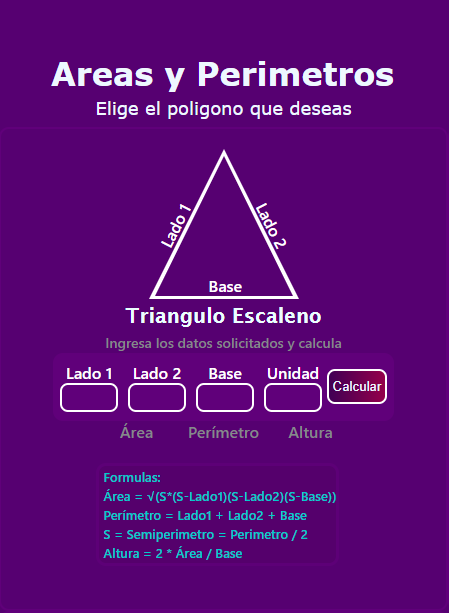 Areas y Perimetros
Elige el poligono que deseas
Lado 1
Lado 2
Base
Triangulo Escaleno
Ingresa los datos solicitados y calcula
Lado 1 Lado 2 Base Unidad
Calcular
Área Perímetro Altura
Formulas:
Área = √(S*(S-Lado1)(S-Lado2)(S-Base))
Perímetro = Lado1 + Lado2 + Base
S = Semiperimetro = Perimetro / 2
Altura = 2 * Área / Base